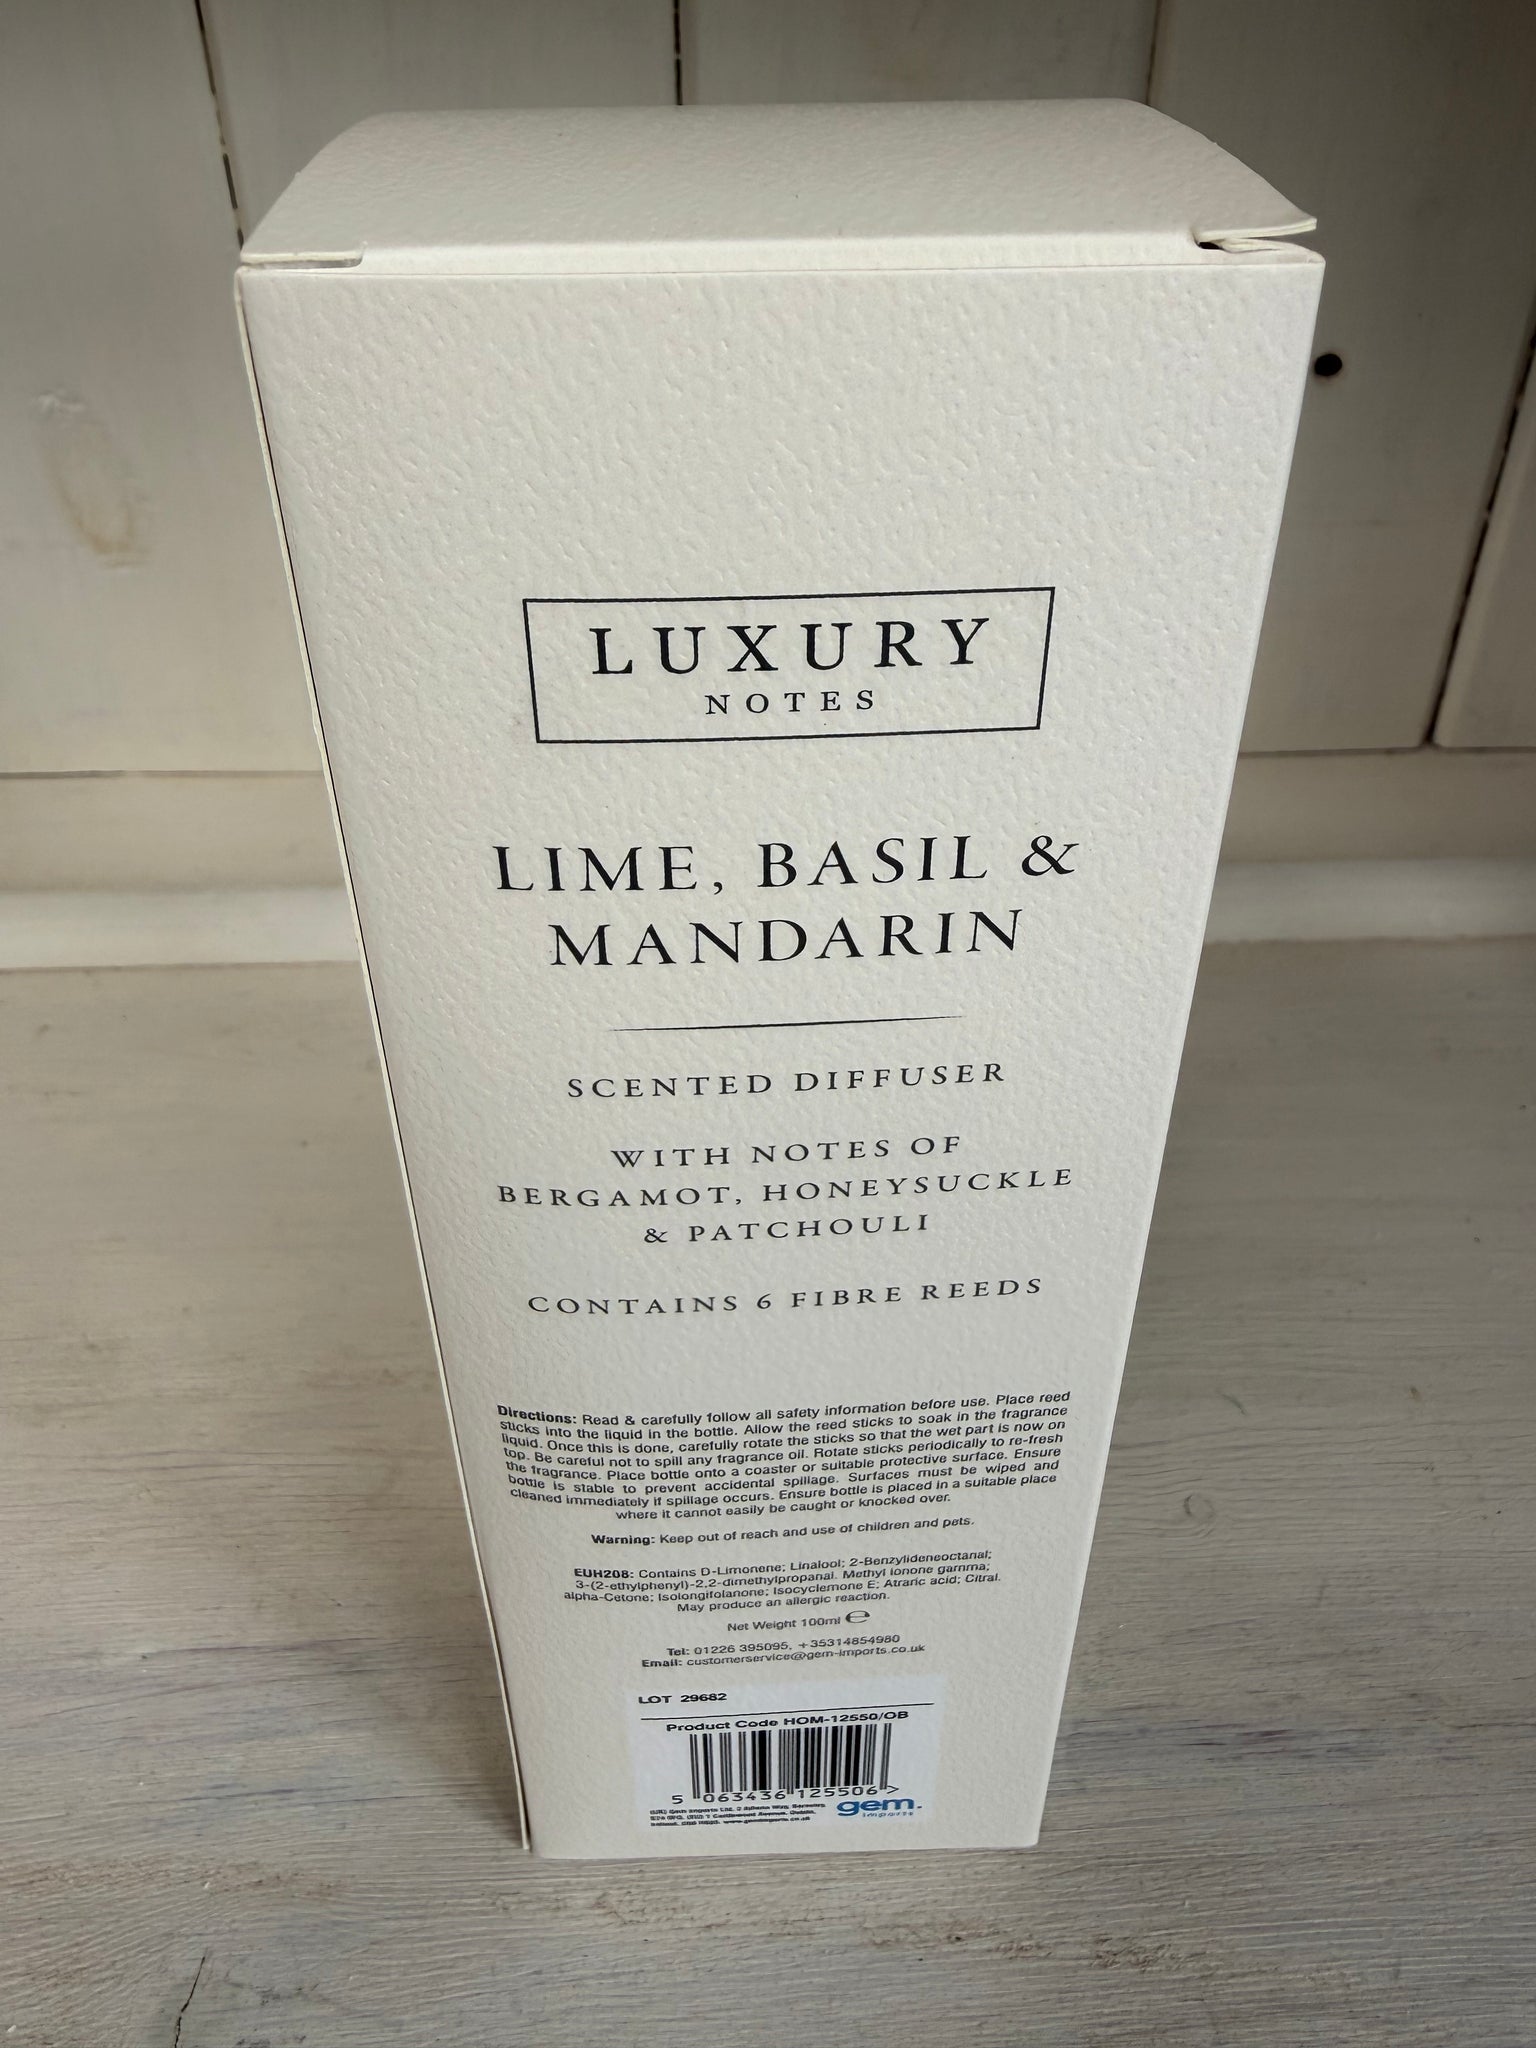 LUXURY
NOTES
LIME, BASIL &
MANDARIN
SCENTED DIFFUSER
WITH NOTES OF
BERGAMOT, HONEYSUCKLE
& PATCHOULI
CONTAINS 6 FIBRE REEDS
Directions: Read & carefully follow all safety information before use. Place reed
sticks into the liquid in the bottle. Allow the reed sticks to soak in the fragrance
liquid. Once this is done, carefully rotate the sticks so that the wet part is now on
top. Be careful not to spill any fragrance oil. Rotate sticks periodically to re-fresh
the fragrance. Place bottle onto a coaster or suitable protective surface. Ensure
bottle is stable to prevent accidental spillage. Surfaces must be wiped and
cleaned immediately if spillage occurs. Ensure bottle is placed in a suitable place
where it cannot easily be caught or knocked over.
Warning: Keep out of reach and use of children and pets.
EUH208: Contains D-Limonene; Linalool; 2-Benzylideneoctanal;
3-(2-ethylphenyl)-2,2-dimethylpropanal. Methyl ionone gamma;
alpha-Cetone; Isolongifolanone; Isocyclemone E; Atraric acid; Citral.
May produce an allergic reaction.
Net Weight 100ml ℮
Tel: 01226 395095, +35314854980
Email: customerservice@gem-imports.co.uk
LOT 29682
Product Code HOM-12550/OB
5 063436 125506 >
(UK) Gem Imports Ltd, 2 Athena Way, Barnsley,
gem.
imports